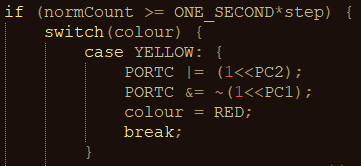 if (normCount >= ONE_SECOND*step) {
switch(colour) {
case YELLOW: {
PORTC |= (1<<PC2);
PORTC &= ~(1<<PC1);
colour = RED;
break;
}